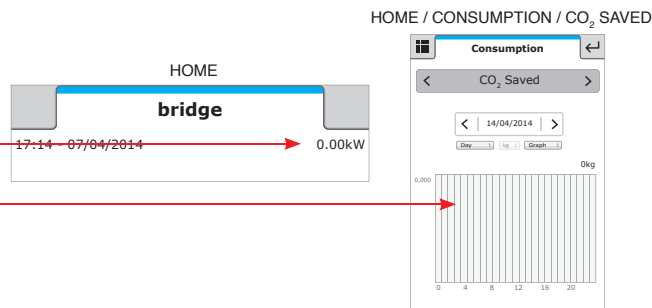 HOME / CONSUMPTION / CO₂ SAVED
Consumption
HOME
CO₂ Saved
bridge
14/04/2014
17:14 - 07/04/2014 0.00kW
Day kg Graph
0kg
0,000
0 4 8 12 16 20